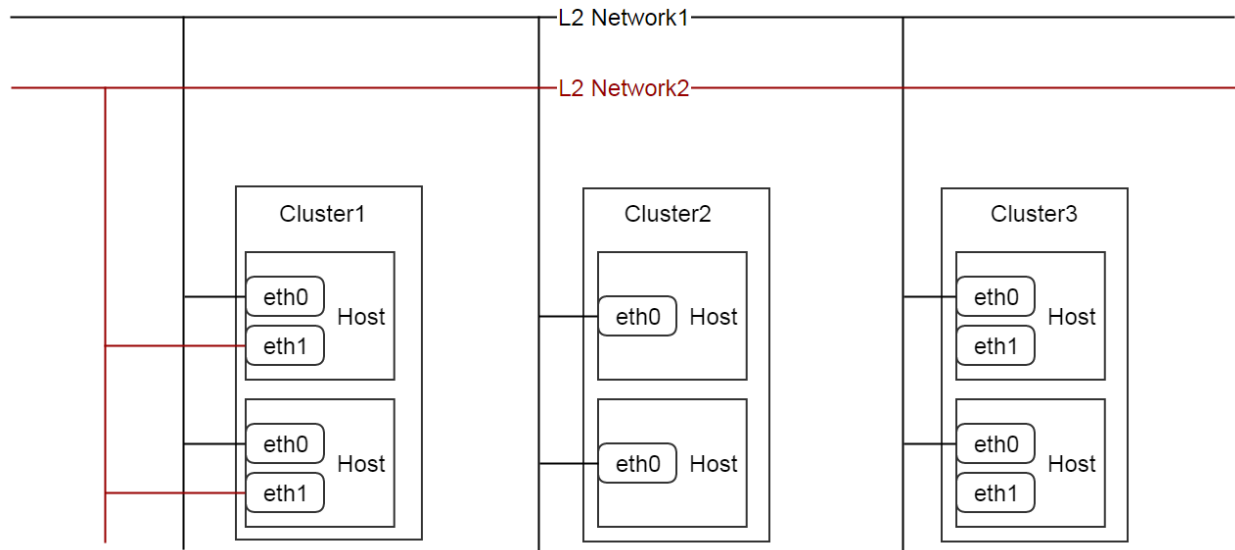 L2 Network1
L2 Network2
Cluster1
eth0
Host
eth1
eth0
Host
eth1
Cluster2
eth0 Host
eth0 Host
Cluster3
eth0
Host
eth1
eth0
Host
eth1